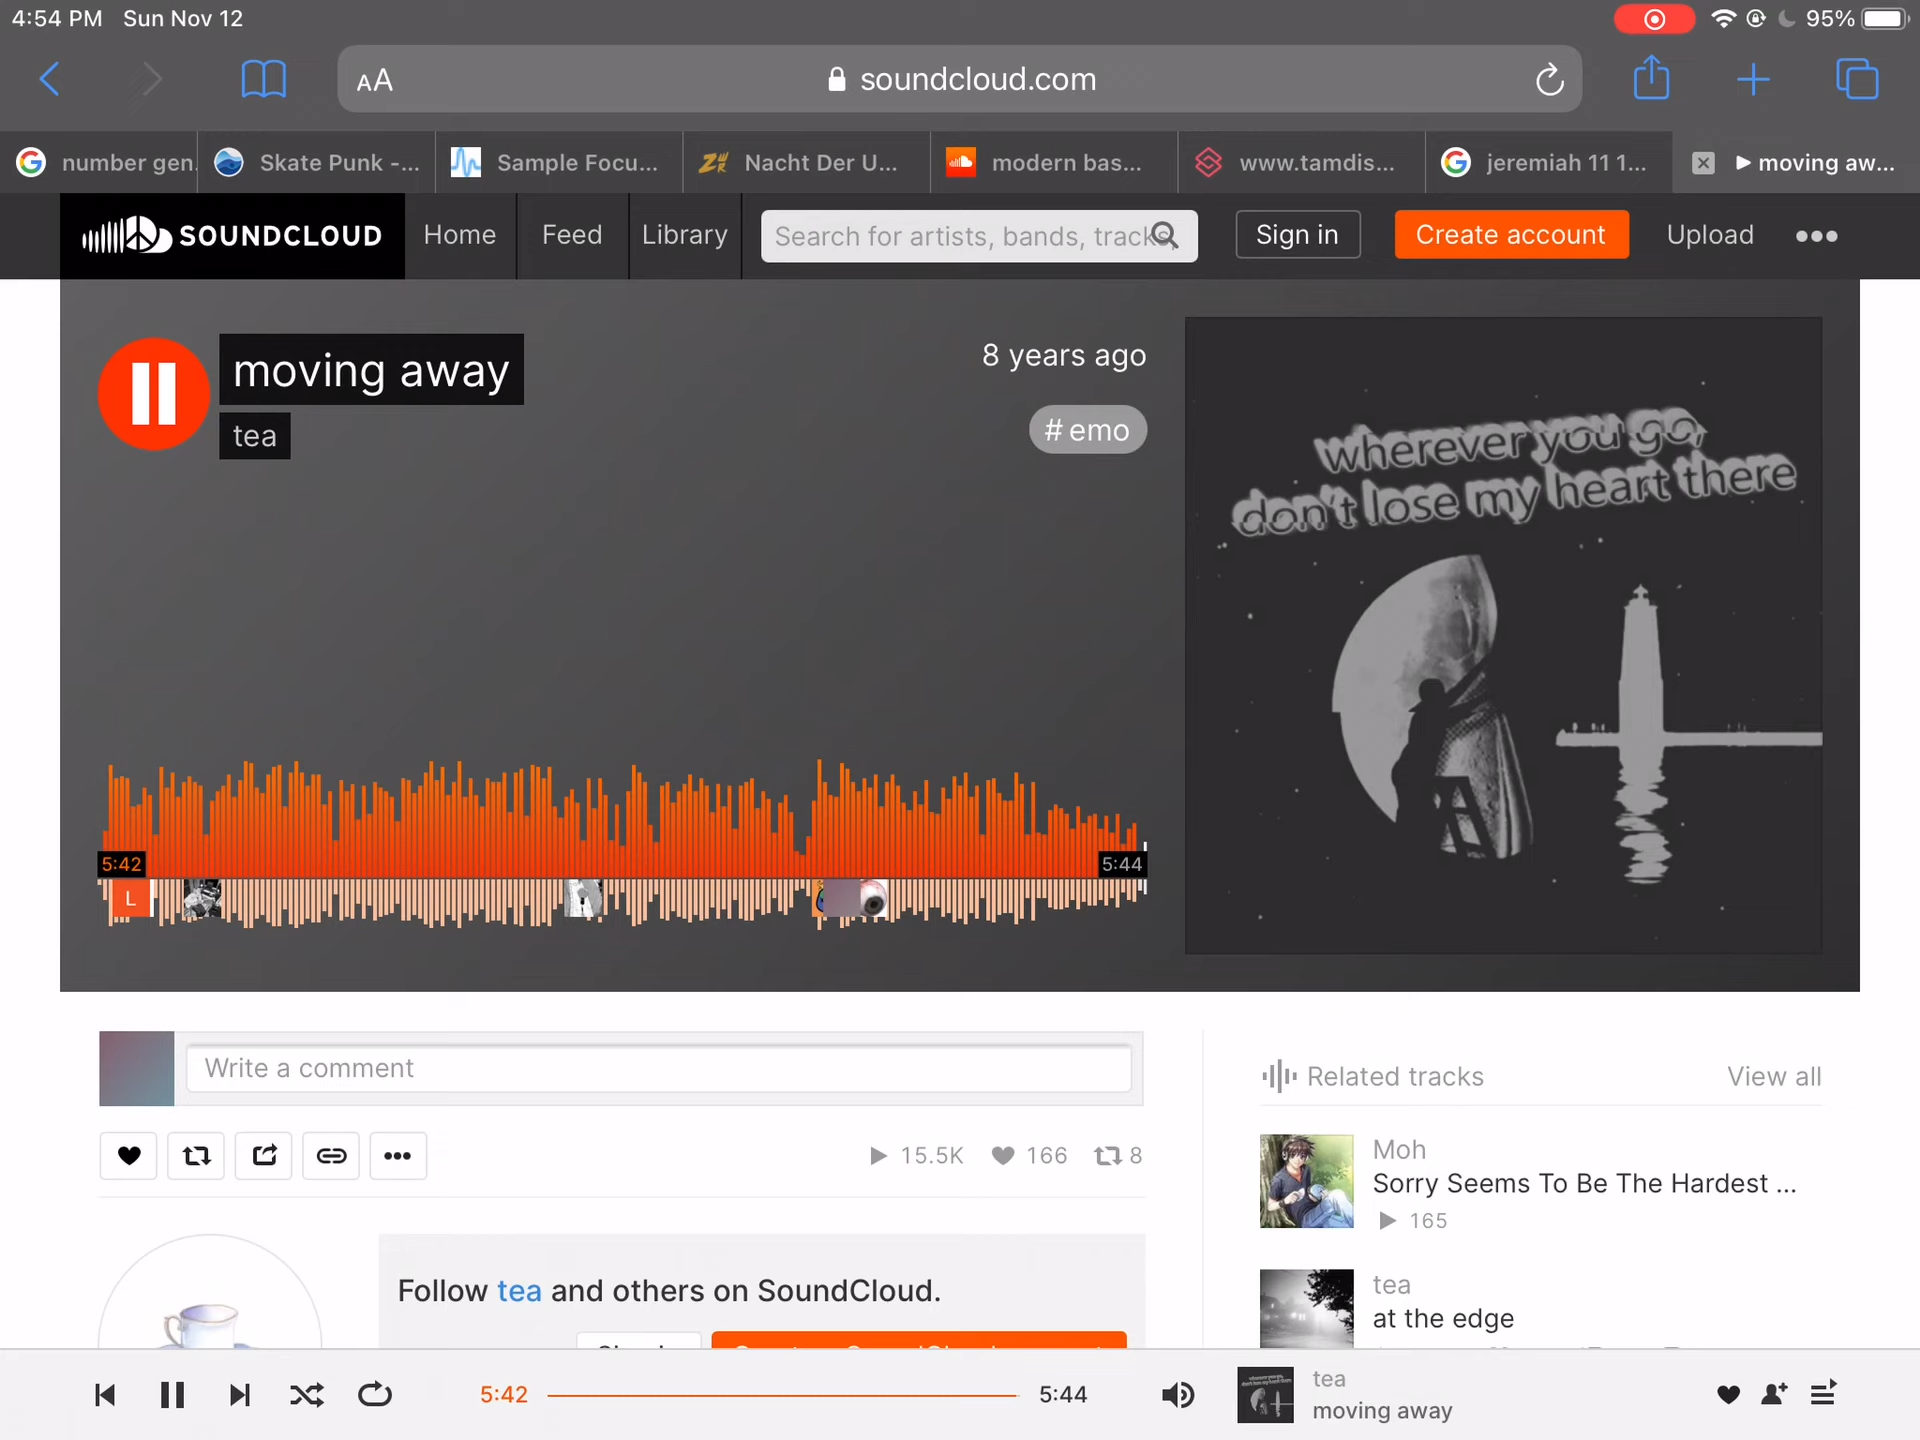 4:54 PM Sun Nov 12
95%
AA
soundcloud.com
number gen.
Skate Punk -...
Sample Focu...
Nacht Der U...
modern bas...
www.tamdis...
jeremiah 11 1...
moving aw...
SOUNDCLOUD
Home
Feed
Library
Search for artists, bands, tracks,
Sign in
Create account
Upload
moving away
tea
8 years ago
# emo
wherever you go,
don't lose my heart there
5:42
5:44
L
Write a comment
15.5K
166
8
Related tracks
View all
Moh
Sorry Seems To Be The Hardest ...
165
tea
at the edge
Follow tea and others on SoundCloud.
5:42
5:44
tea
moving away